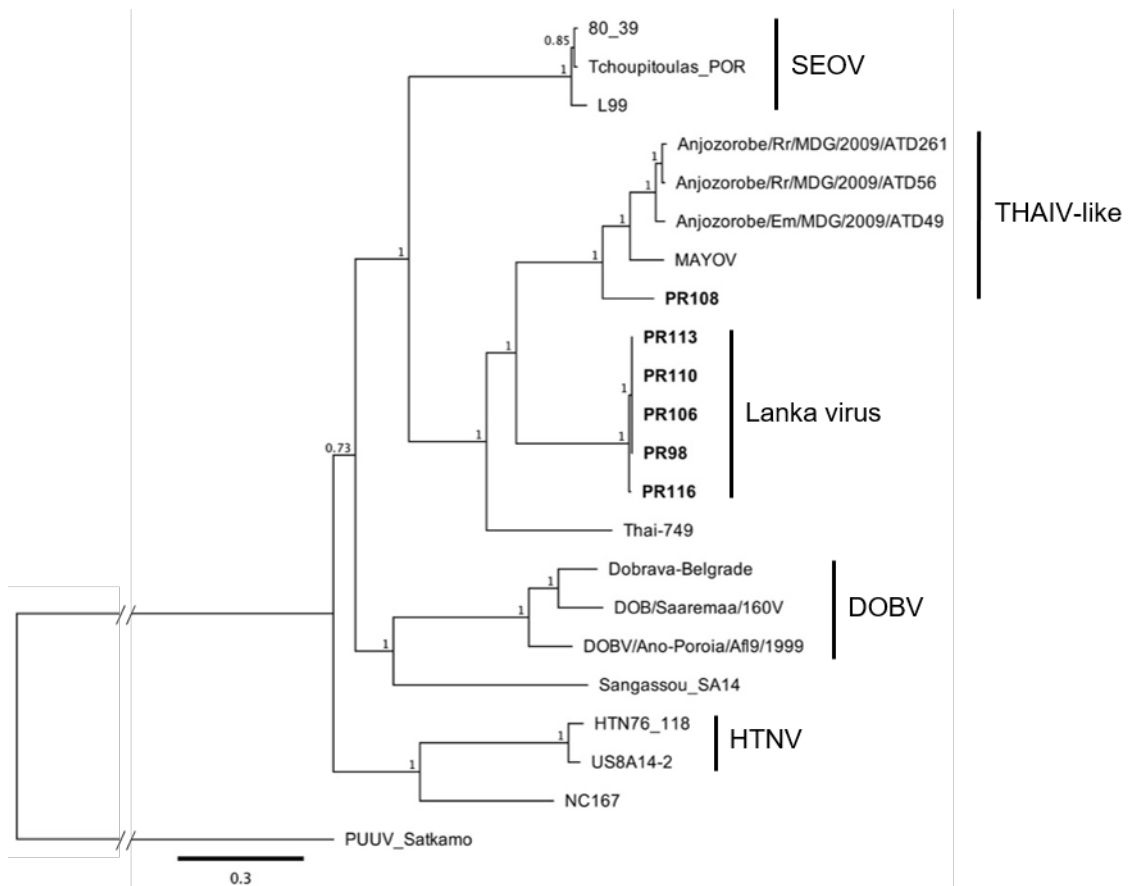 80_39
0.85
Tchoupitoulas_POR
SEOV
1
L99
Anjozorobe/Rr/MDG/2009/ATD261
1
Anjozorobe/Rr/MDG/2009/ATD56
1
THAIV-like
1
Anjozorobe/Em/MDG/2009/ATD49
1
MAYOV
1
PR108
PR113
1
PR110
1
PR106
Lanka virus
1
1
PR98
PR116
Thai-749
0.73
Dobrava-Belgrade
1
DOB/Saaremaa/160V
DOBV
1
DOBV/Ano-Poroia/Afl9/1999
1
Sangassou_SA14
HTN76_118
1
HTNV
US8A14-2
1
NC167
PUUV_Satkamo
0.3